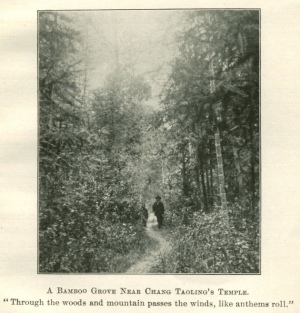 A Bamboo Grove Near Chang Taoling's Temple.
"Through the woods and mountain passes the winds, like anthems roll."